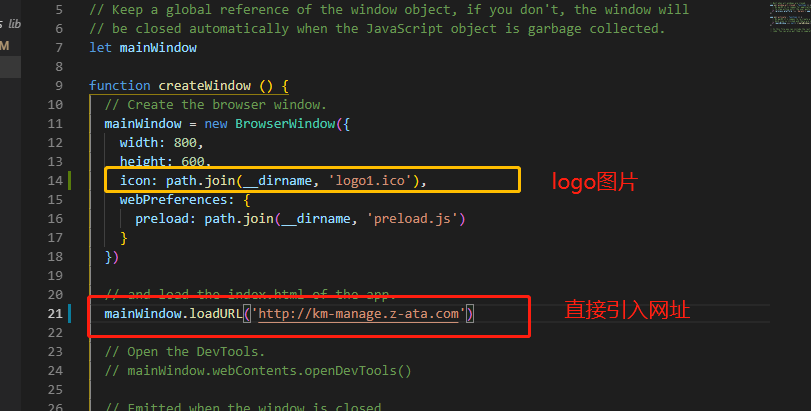 s lib
M
5 // Keep a global reference of the window object, if you don't, the window will
6 // be closed automatically when the JavaScript object is garbage collected.
7 let mainWindow
8
9 function createWindow () {
10 // Create the browser window.
11 mainWindow = new BrowserWindow({
12 width: 800,
13 height: 600,
14 icon: path.join(__dirname, 'logo1.ico'), logo图片
15 webPreferences: {
16 preload: path.join(__dirname, 'preload.js')
17 }
18 })
19
20 // and load the index.html of the app.
21 mainWindow.loadURL('http://km-manage.z-ata.com') 直接引入网址
22
23 // Open the DevTools.
24 // mainWindow.webContents.openDevTools()
25
26 // Emitted when the window is closed